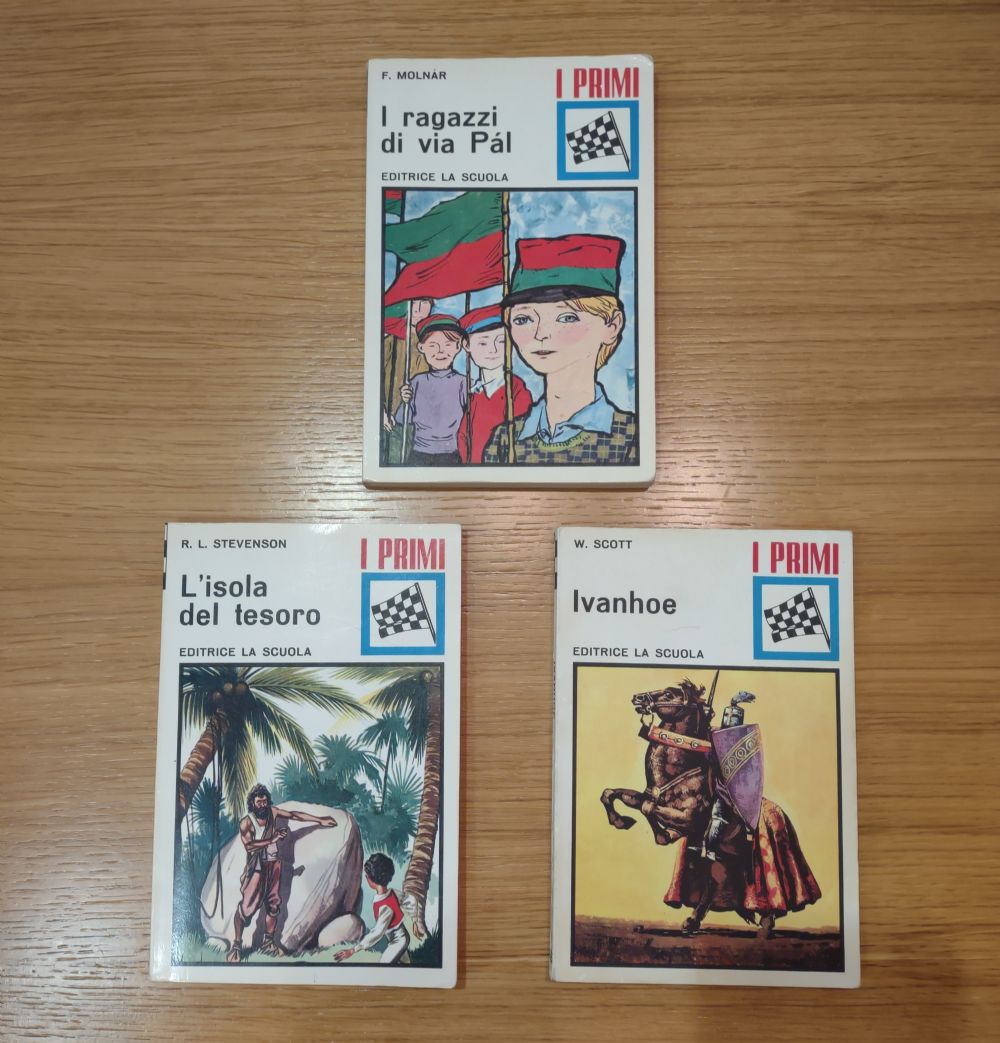 F. MOLNÁR
I PRIMI
I ragazzi
di via Pál
EDITRICE LA SCUOLA
R. L. STEVENSON
I PRIMI
L'isola
del tesoro
EDITRICE LA SCUOLA
W. SCOTT
I PRIMI
Ivanhoe
EDITRICE LA SCUOLA